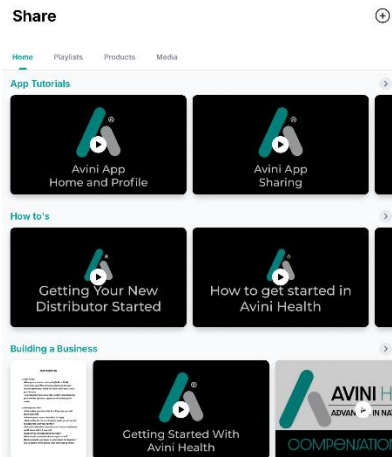 Share
Home Playlists Products Media
App Tutorials
®
Avini App
Home and Profile
®
Avini App
Sharing
How to's
Getting Your New
Distributor Started
How to get started in
Avini Health
Building a Business
Getting Started With
Avini Health
AVINI H
COMPENSATION